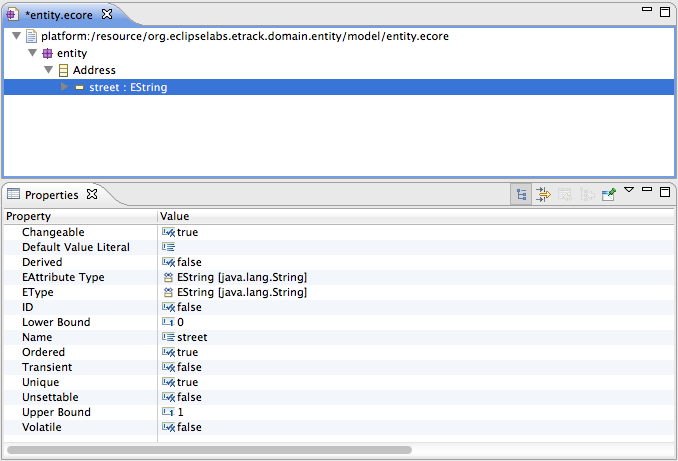 *entity.ecore
platform:/resource/org.eclipselabs.etrack.domain.entity/model/entity.ecore
entity
Address
street : EString
Properties
Property Value
Changeable true
Default Value Literal
Derived false
EAttribute Type EString [java.lang.String]
EType EString [java.lang.String]
ID false
Lower Bound 0
Name street
Ordered true
Transient false
Unique true
Unsettable false
Upper Bound 1
Volatile false